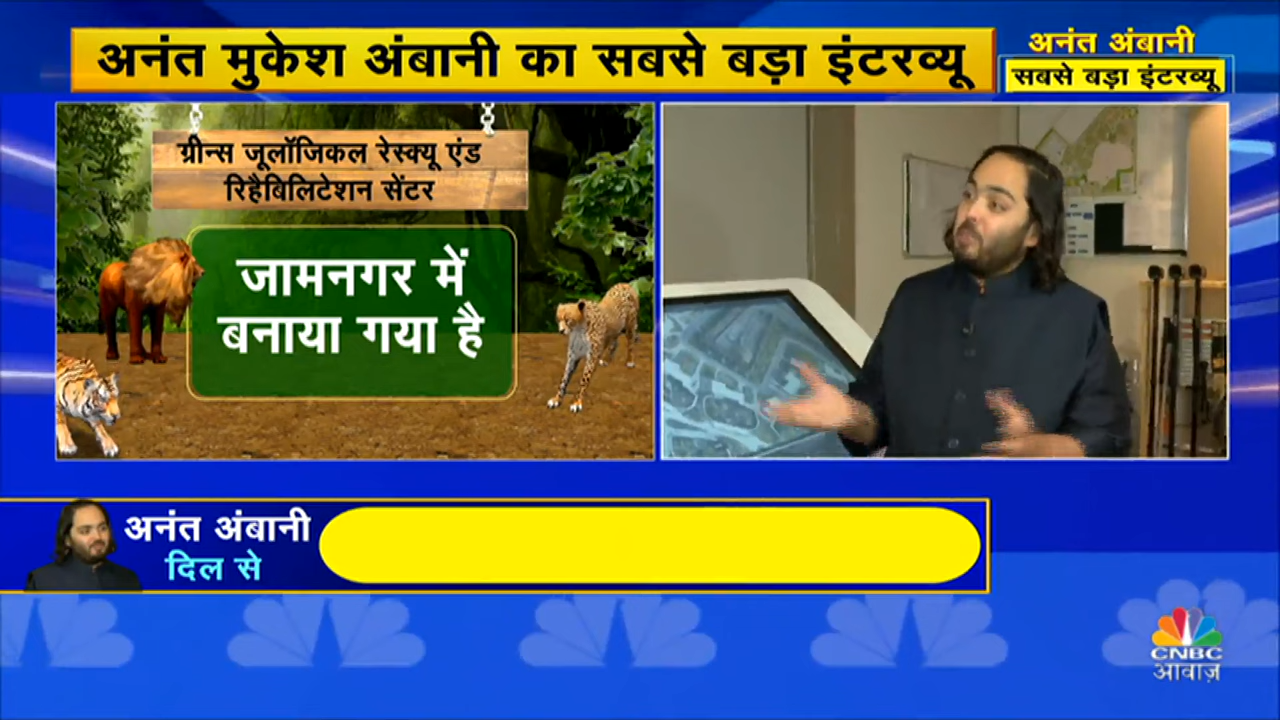 अनंत मुकेश अंबानी का सबसे बड़ा इंटरव्यू
अनंत अंबानी
सबसे बड़ा इंटरव्यू
ग्रीन्स जूलॉजिकल रेस्क्यू एंड
रिहैबिलिटेशन सेंटर
जामनगर में
बनाया गया है
अनंत अंबानी
दिल से
CNBC
आवाज़